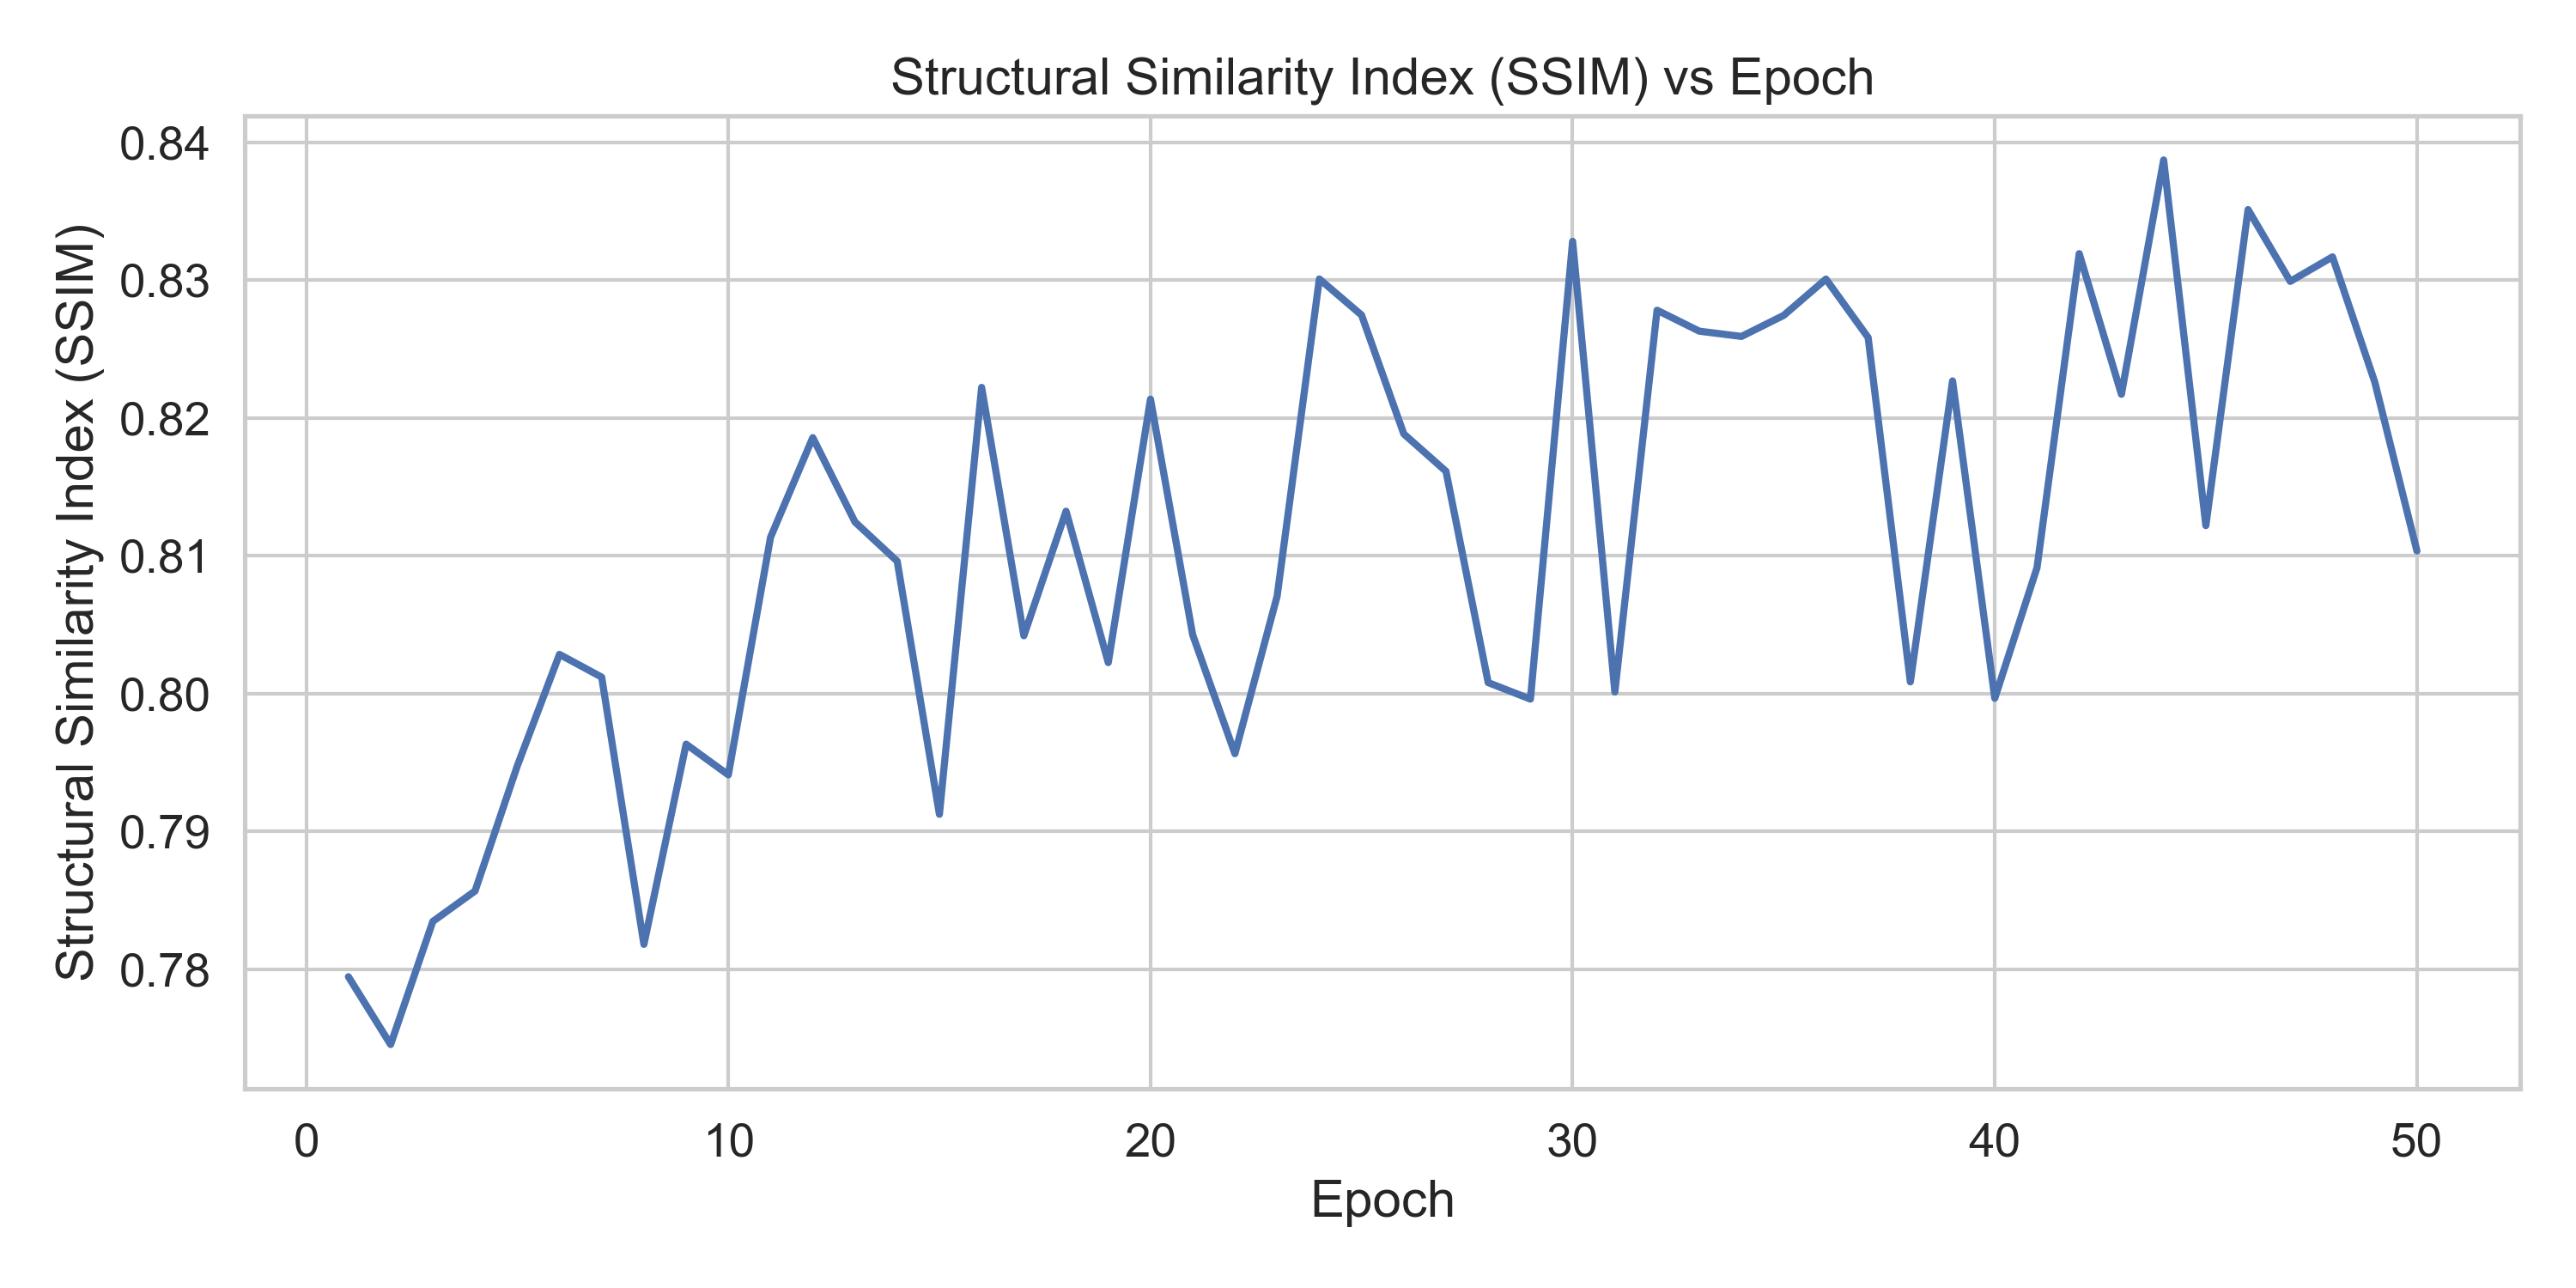 Structural Similarity Index (SSIM) vs Epoch
Structural Similarity Index (SSIM)
0.84
0.83
0.82
0.81
0.80
0.79
0.78
0 10 20 30 40 50
Epoch